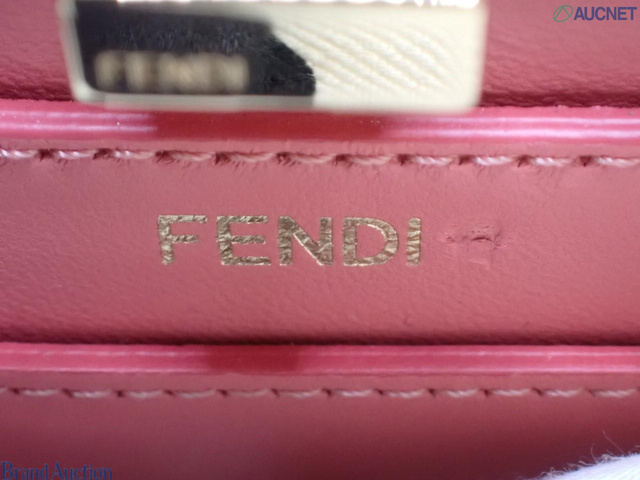 AUCNET
FENDI
FENDI
Brand Auction